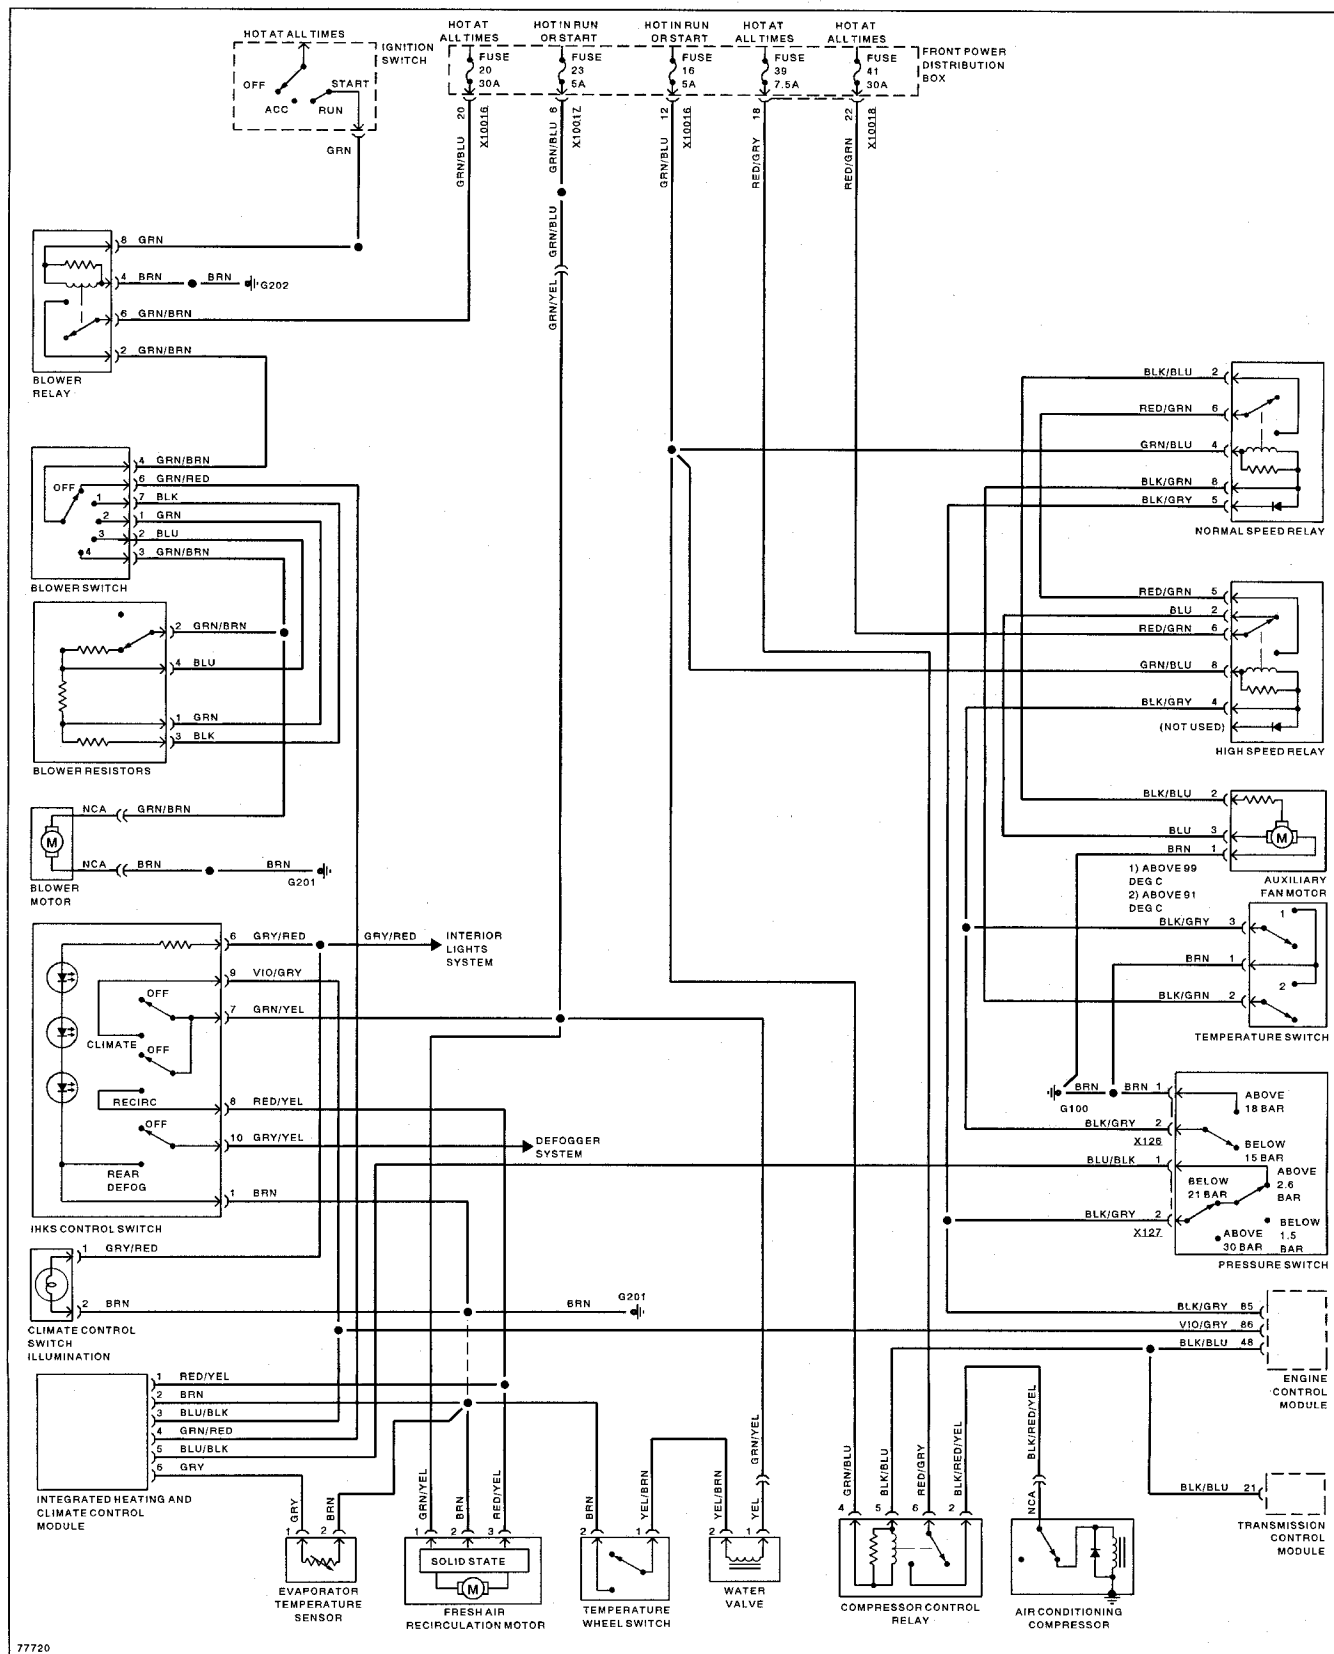 HOT AT ALL TIMES
IGNITION
SWITCH
OFF
START
ACC
RUN
GRN
HOT AT
ALL TIMES
HOT IN RUN
OR START
HOT IN RUN
OR START
HOT AT
ALL TIMES
HOT AT
ALL TIMES
FUSE
20
30A
FUSE
23
5A
FUSE
16
5A
FUSE
39
7.5A
FUSE
41
30A
FRONT POWER
DISTRIBUTION
BOX
20
X10016
GRN/BLU
6
X10017
GRN/BLU
GRN/BLU
GRN/YEL
12
X10016
GRN/BLU
18
RED/GRY
22
X10018
RED/GRN
8 GRN
4 BRN
BRN
G202
6 GRN/BRN
2 GRN/BRN
BLOWER
RELAY
OFF
1
2
3
4
4 GRN/BRN
6 GRN/RED
7 BLK
1 GRN
2 BLU
3 GRN/BRN
BLOWER SWITCH
2 GRN/BRN
4 BLU
1 GRN
3 BLK
BLOWER RESISTORS
NCA
GRN/BRN
M
NCA
BRN
BRN
G201
BLOWER
MOTOR
6 GRY/RED
GRY/RED
INTERIOR
LIGHTS
SYSTEM
9 VIO/GRY
OFF
7 GRN/YEL
CLIMATE
OFF
RECIRC
8 RED/YEL
OFF
10 GRY/YEL
DEFOGGER
SYSTEM
REAR
DEFOG
1 BRN
IHKS CONTROL SWITCH
1 GRY/RED
2 BRN
BRN
G201
CLIMATE CONTROL
SWITCH
ILLUMINATION
1 RED/YEL
2 BRN
3 BLU/BLK
4 GRN/RED
5 BLU/BLK
6 GRY
INTEGRATED HEATING AND
CLIMATE CONTROL
MODULE
BLK/BLU 2
RED/GRN 6
GRN/BLU 4
BLK/GRN 8
BLK/GRY 5
NORMAL SPEED RELAY
RED/GRN 5
BLU 2
RED/GRN 6
GRN/BLU 8
BLK/GRY 4
(NOT USED)
HIGH SPEED RELAY
BLK/BLU 2
BLU 3
BRN 1
M
AUXILIARY
FAN MOTOR
1) ABOVE 99
DEG C
2) ABOVE 91
DEG C
BLK/GRY 3
1
BRN 1
2
BLK/GRN 2
TEMPERATURE SWITCH
G100
BRN
BRN 1
ABOVE
18 BAR
BLK/GRY 2
X126
BELOW
15 BAR
BLU/BLK 1
ABOVE
2.6
BAR
BELOW
21 BAR
BLK/GRY 2
X127
ABOVE
30 BAR
BELOW
1.5
BAR
PRESSURE SWITCH
BLK/GRY 85
VIO/GRY 86
BLK/BLU 48
ENGINE
CONTROL
MODULE
BLK/BLU 21
TRANSMISSION
CONTROL
MODULE
GRY
1
BRN
2
EVAPORATOR
TEMPERATURE
SENSOR
GRN/YEL
1
BRN
2
RED/YEL
3
SOLID STATE
M
FRESH AIR
RECIRCULATION MOTOR
BRN
2
YEL/BRN
1
TEMPERATURE
WHEEL SWITCH
YEL/BRN
2
GRN/YEL
YEL
1
WATER
VALVE
GRN/BLU
4
BLK/BLU
5
RED/GRY
6
BLK/RED/YEL
2
COMPRESSOR CONTROL
RELAY
BLK/RED/YEL
NCA
AIR CONDITIONING
COMPRESSOR
77720